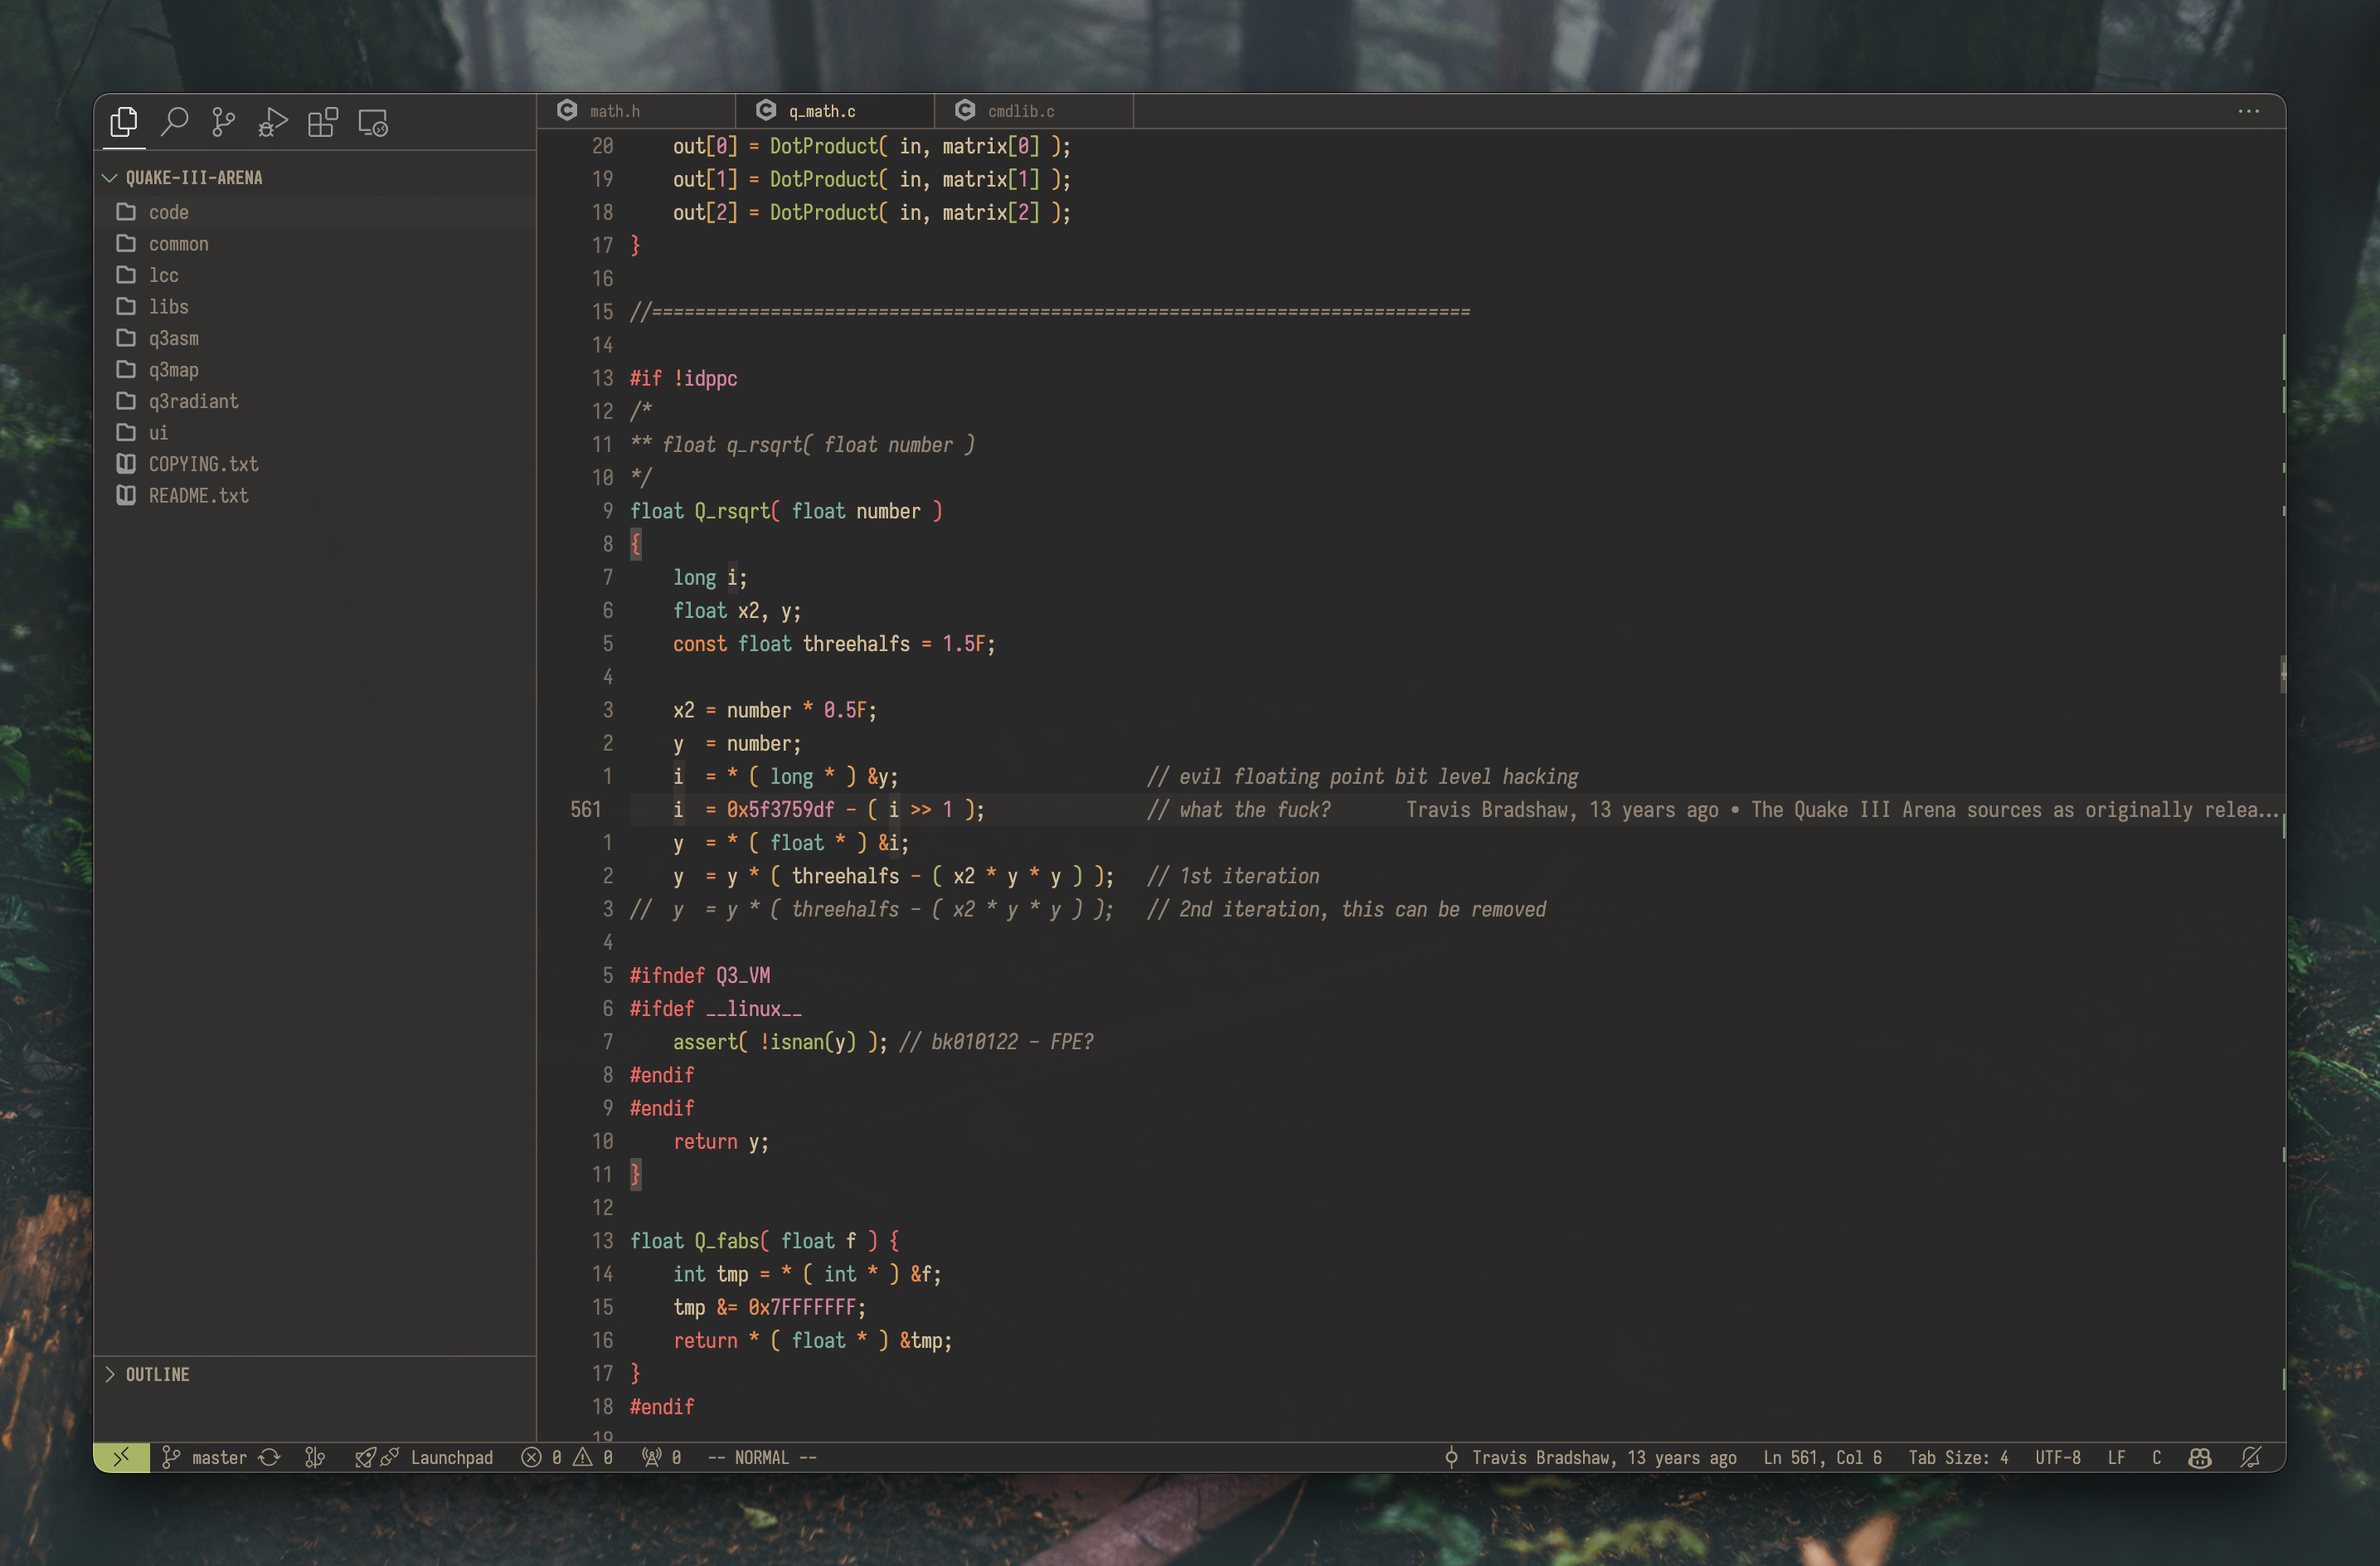 math.h
q_math.c
cmdlib.c
QUAKE-III-ARENA
code
common
lcc
libs
q3asm
q3map
q3radiant
ui
COPYING.txt
README.txt
OUTLINE
20 out[0] = DotProduct( in, matrix[0] );
19 out[1] = DotProduct( in, matrix[1] );
18 out[2] = DotProduct( in, matrix[2] );
17 }
16
15 //============================================================================
14
13 #if !idppc
12 /*
11 ** float q_rsqrt( float number )
10 */
9 float Q_rsqrt( float number )
8 {
7 long i;
6 float x2, y;
5 const float threehalfs = 1.5F;
4
3 x2 = number * 0.5F;
2 y  = number;
1 i  = * ( long * ) &y; // evil floating point bit level hacking
561 i  = 0x5f3759df - ( i >> 1 ); // what the fuck? Travis Bradshaw, 13 years ago • The Quake III Arena sources as originally relea...
1 y  = * ( float * ) &i;
2 y  = y * ( threehalfs - ( x2 * y * y ) ); // 1st iteration
3 //  y  = y * ( threehalfs - ( x2 * y * y ) ); // 2nd iteration, this can be removed
4
5 #ifndef Q3_VM
6 #ifdef __linux__
7 assert( !isnan(y) ); // bk010122 - FPE?
8 #endif
9 #endif
10 return y;
11 }
12
13 float Q_fabs( float f ) {
14 int tmp = * ( int * ) &f;
15 tmp &= 0x7FFFFFFF;
16 return * ( float * ) &tmp;
17 }
18 #endif
19
master Launchpad 0 0 0 -- NORMAL -- Travis Bradshaw, 13 years ago Ln 561, Col 6 Tab Size: 4 UTF-8 LF C